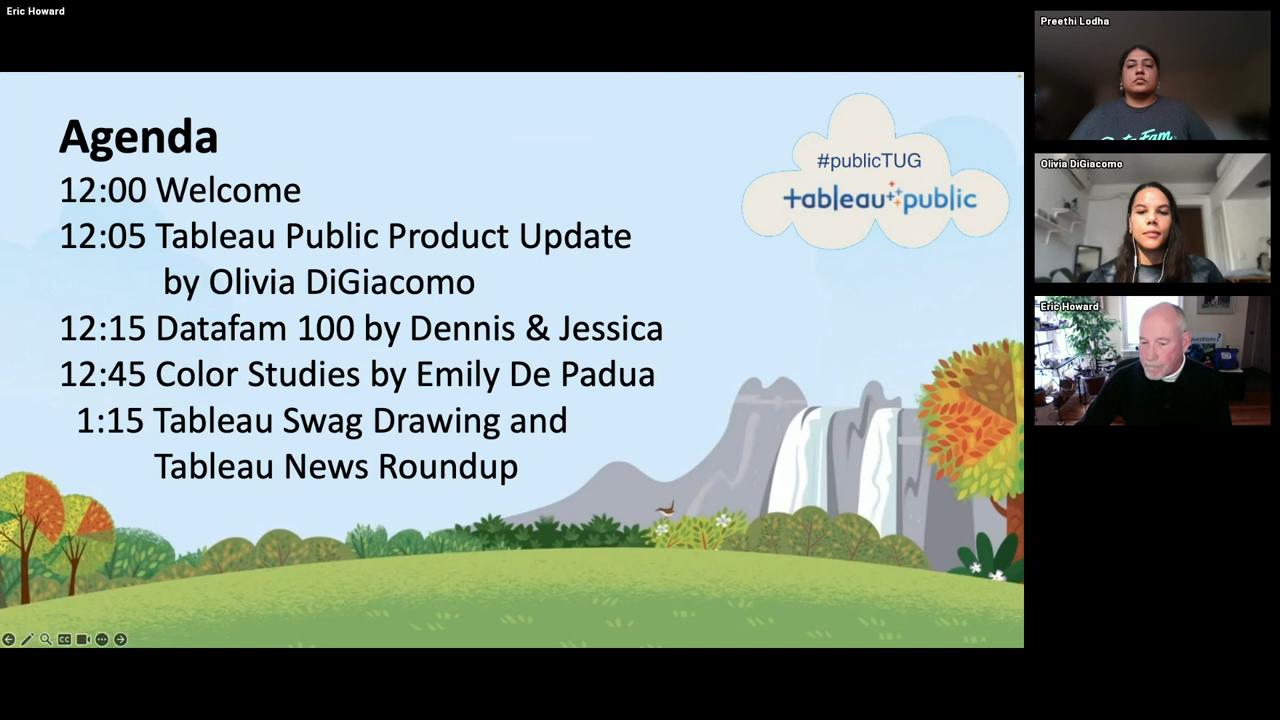 Eric Howard
Agenda
12:00 Welcome
12:05 Tableau Public Product Update
by Olivia DiGiacomo
12:15 Datafam 100 by Dennis & Jessica
12:45 Color Studies by Emily De Padua
1:15 Tableau Swag Drawing and
Tableau News Roundup
#publicTUG
tableau public
CC
Preethi Lodha
Olivia DiGiacomo
Eric Howard